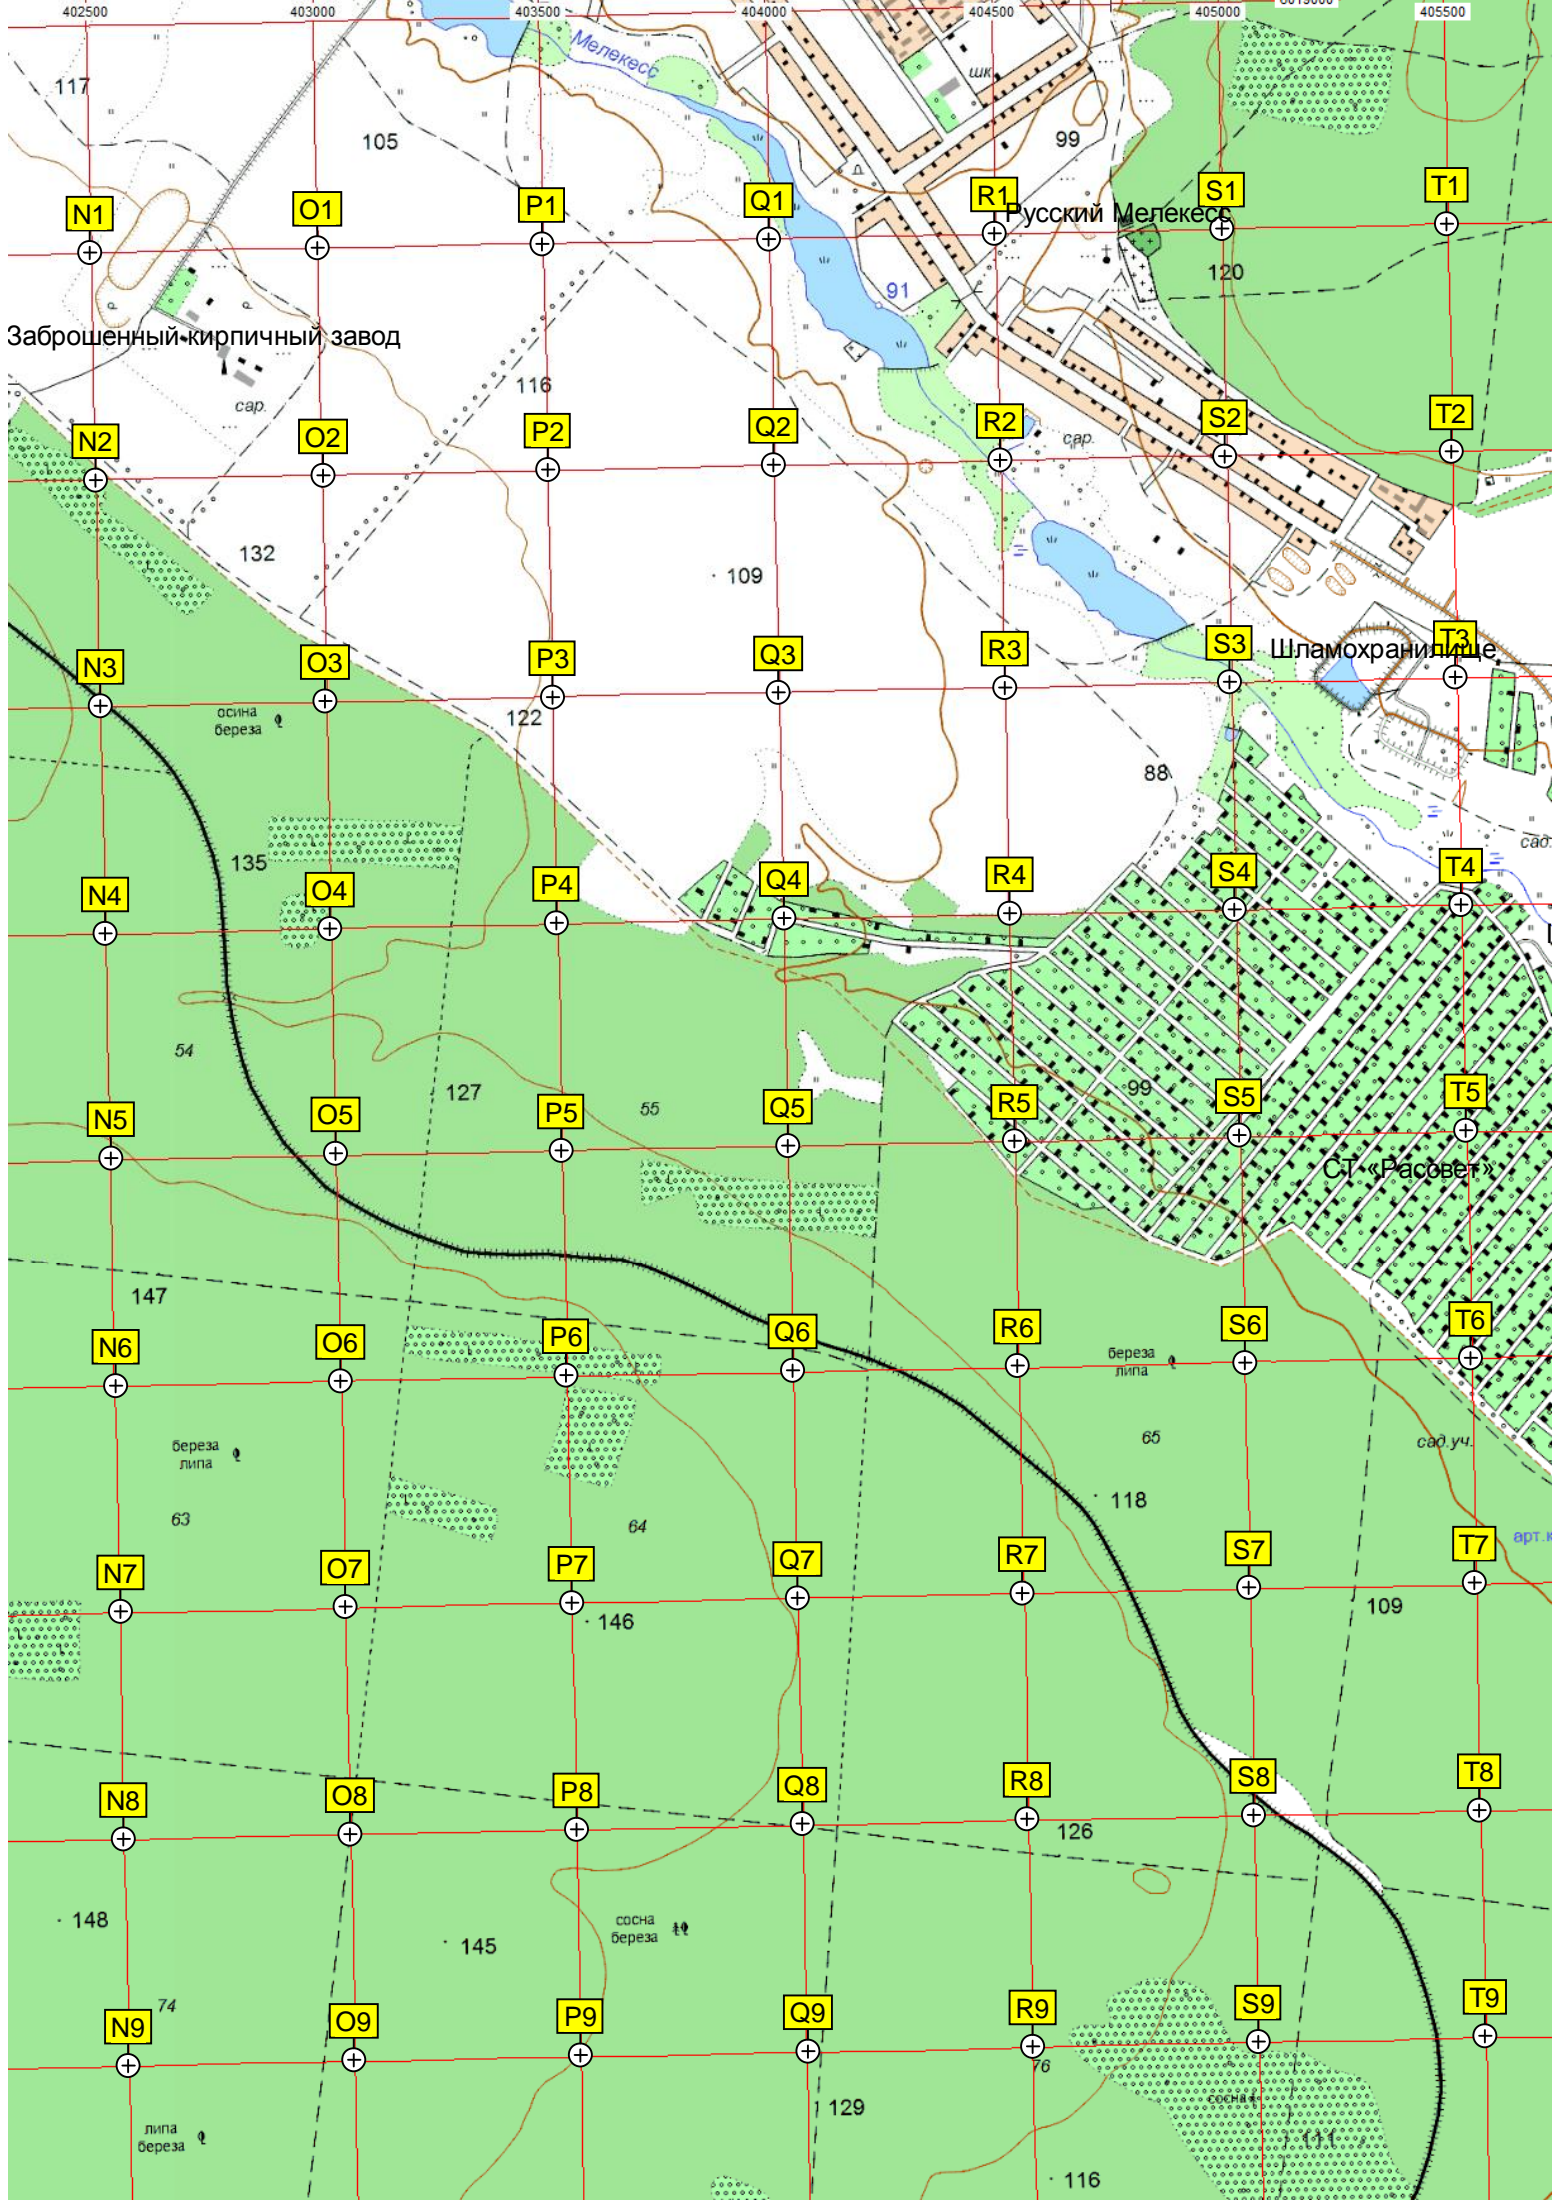 402500 403000 403500 404000 404500 405000 405500
Мелекесс
117
шк.
105
99
N1 O1 P1 Q1 R1 S1 T1
Русский Мелекесс
120
91
Заброшенный кирпичный завод
116
сар.
N2 O2 P2 Q2 R2 S2 T2
сар.
132
109
N3 O3 P3 Q3 R3 S3 T3
Шламохранилище
осина
береза
122
88
135
сад.
N4 O4 P4 Q4 R4 S4 T4
54
127
55
99
N5 O5 P5 Q5 R5 S5 T5
СТ «Расовет»
147
N6 O6 P6 Q6 R6 S6 T6
береза
липа
береза
липа
65
сад.уч.
118
63
64
арт.к
N7 O7 P7 Q7 R7 S7 T7
146
109
N8 O8 P8 Q8 R8 S8 T8
126
148
145
сосна
береза
74
N9 O9 P9 Q9 R9 S9 T9
76
сосна
129
111
липа
береза
116